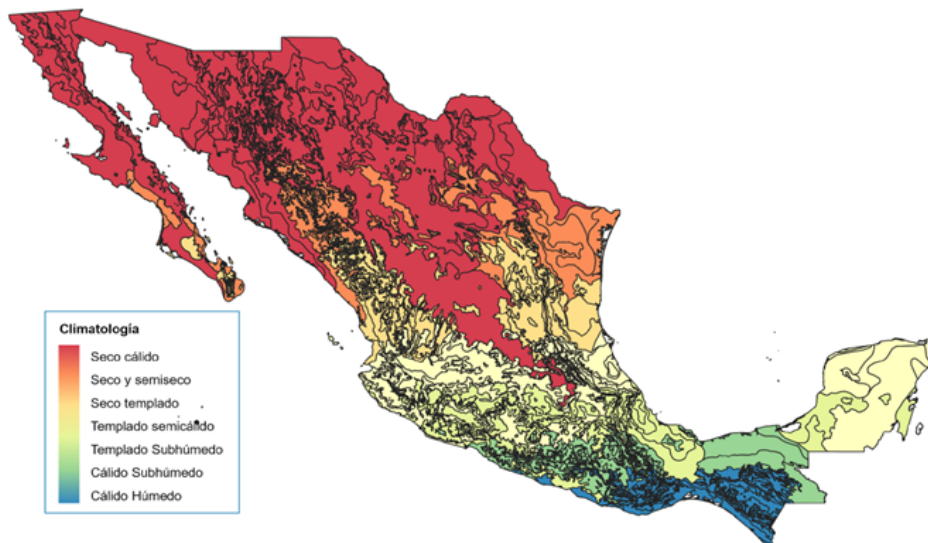 Climatología
Seco cálido
Seco y semiseco
Seco templado
Templado semicálido
Templado Subhúmedo
Cálido Subhúmedo
Cálido Húmedo